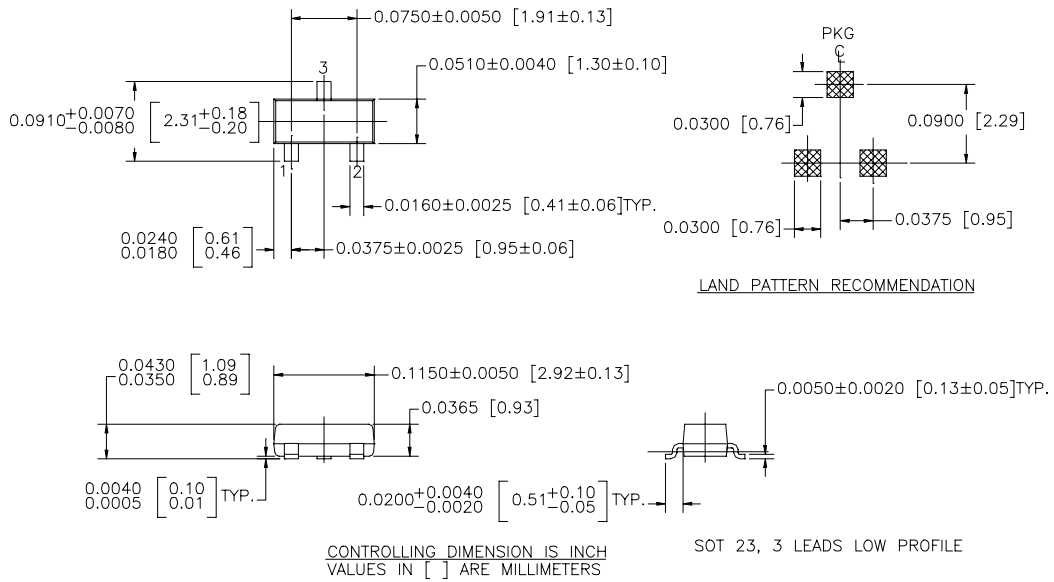 0.0750±0.0050 [1.91±0.13]
PKG
℄
3
0.0510±0.0040 [1.30±0.10]
0.0910+0.0070 -0.0080 [2.31+0.18 -0.20]
0.0300 [0.76]
0.0900 [2.29]
1
2
0.0160±0.0025 [0.41±0.06]TYP.
0.0300 [0.76]
0.0375 [0.95]
0.0240 [0.61]
0.0180 [0.46]
0.0375±0.0025 [0.95±0.06]
LAND PATTERN RECOMMENDATION
0.0430 [1.09]
0.0350 [0.89]
0.1150±0.0050 [2.92±0.13]
0.0050±0.0020 [0.13±0.05]TYP.
0.0365 [0.93]
0.0040 [0.10]
0.0005 [0.01] TYP.
0.0200+0.0040 -0.0020 [0.51+0.10 -0.05] TYP.
SOT 23, 3 LEADS LOW PROFILE
CONTROLLING DIMENSION IS INCH
VALUES IN [ ] ARE MILLIMETERS